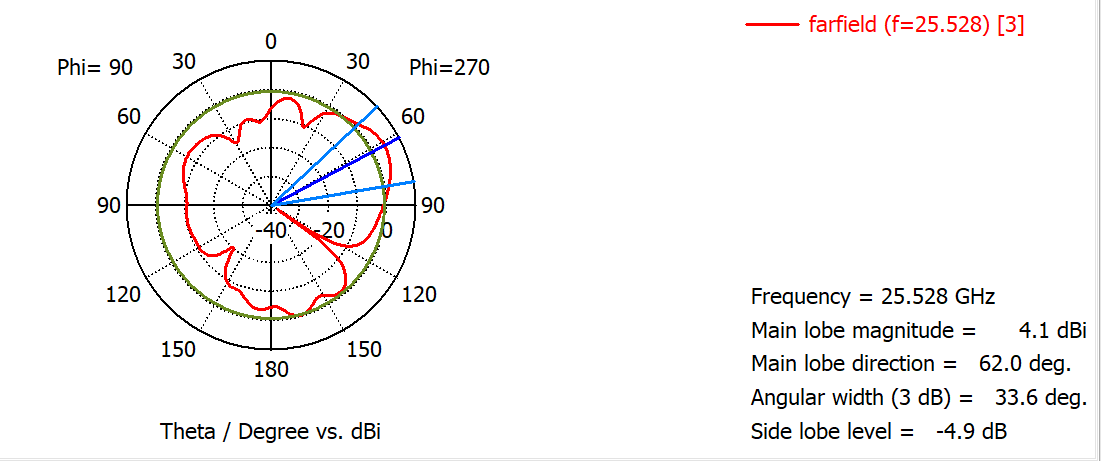 farfield (f=25.528) [3]
0
30
30
Phi= 90
Phi=270
60
60
90
90
-40
-20
0
120
120
150
150
180
Theta / Degree vs. dBi
Frequency = 25.528 GHz
Main lobe magnitude = 4.1 dBi
Main lobe direction = 62.0 deg.
Angular width (3 dB) = 33.6 deg.
Side lobe level = -4.9 dB